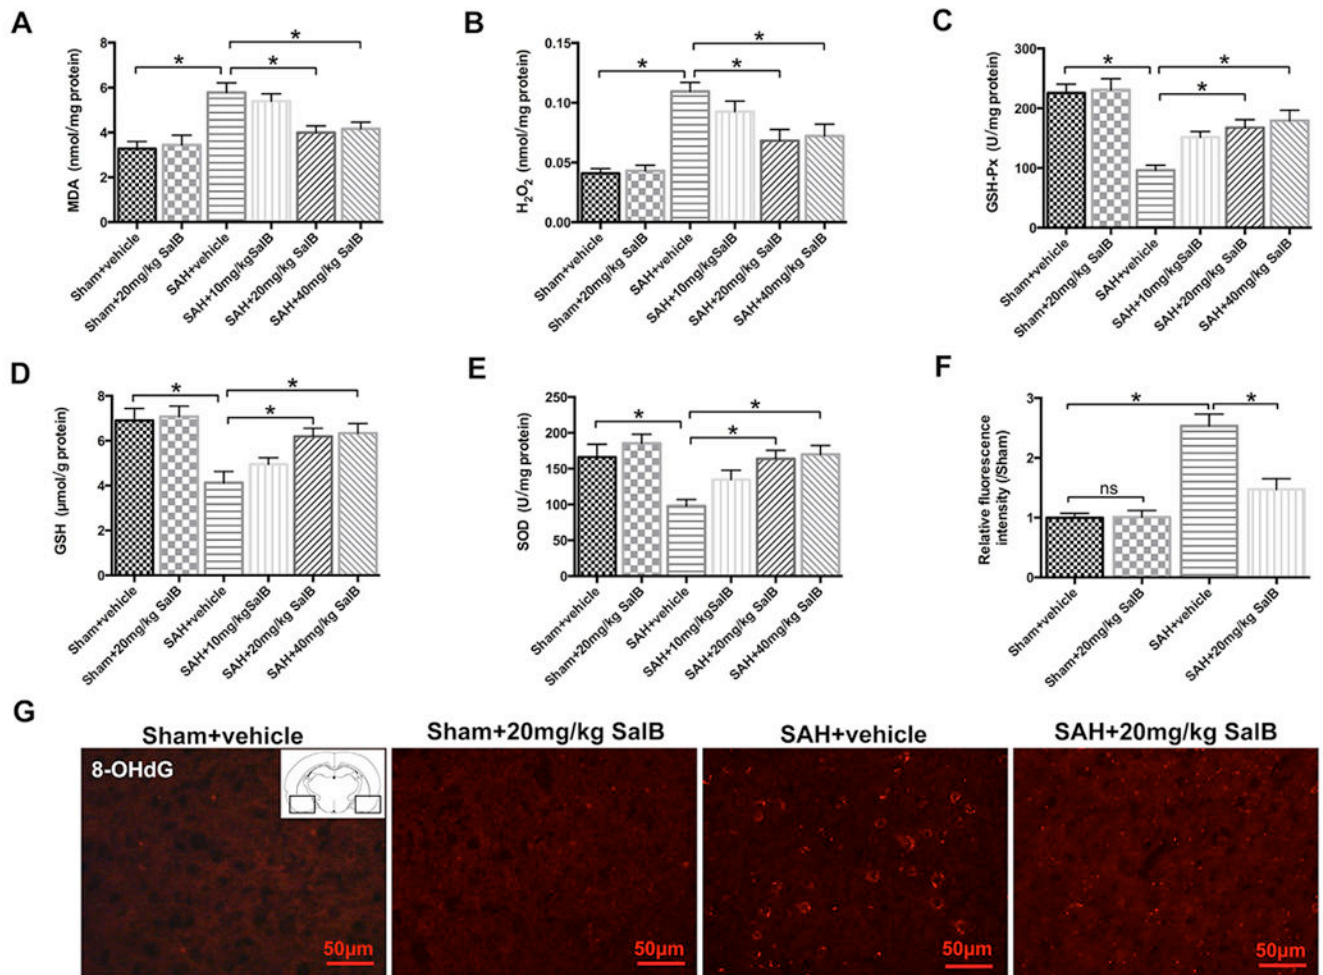 A
MDA (nmol/mg protein)
8
6
4
2
0
*
*
*
Sham+vehicle
Sham+20mg/kg SalB
SAH+vehicle
SAH+10mg/kgSalB
SAH+20mg/kg SalB
SAH+40mg/kg SalB
B
H₂O₂ (nmol/mg protein)
0.15
0.10
0.05
0.00
*
*
*
Sham+vehicle
Sham+20mg/kg SalB
SAH+vehicle
SAH+10mg/kgSalB
SAH+20mg/kg SalB
SAH+40mg/kg SalB
C
GSH-Px (U/mg protein)
300
200
100
0
*
*
*
Sham+vehicle
Sham+20mg/kg SalB
SAH+vehicle
SAH+10mg/kgSalB
SAH+20mg/kg SalB
SAH+40mg/kg SalB
D
GSH (μmol/g protein)
8
6
4
2
0
*
*
*
Sham+vehicle
Sham+20mg/kg SalB
SAH+vehicle
SAH+10mg/kgSalB
SAH+20mg/kg SalB
SAH+40mg/kg SalB
E
SOD (U/mg protein)
250
200
150
100
50
0
*
*
*
Sham+vehicle
Sham+20mg/kg SalB
SAH+vehicle
SAH+10mg/kgSalB
SAH+20mg/kg SalB
SAH+40mg/kg SalB
F
Relative fluorescence
intensity (/Sham)
3
2
1
0
*
*
ns
Sham+vehicle
Sham+20mg/kg SalB
SAH+vehicle
SAH+20mg/kg SalB
G
Sham+vehicle
Sham+20mg/kg SalB
SAH+vehicle
SAH+20mg/kg SalB
8-OHdG
50μm
50μm
50μm
50μm